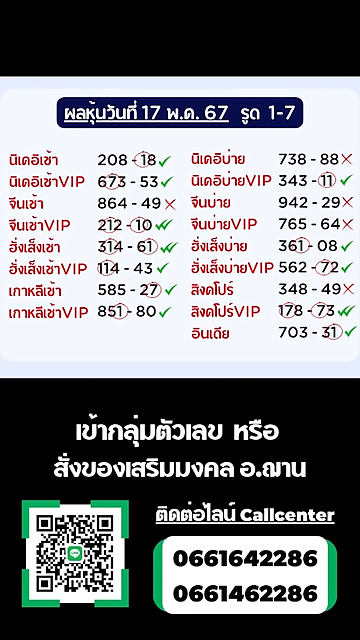 ผลหุ้นวันที่ 17 พ.ค. 67 รูด 1-7
นิเคอิเช้า 208 - 18
นิเคอิเช้าVIP 673 - 53
จีนเช้า 864 - 49
จีนเช้าVIP 212 - 10
ฮั่งเส็งเช้า 314 - 61
ฮั่งเส็งเช้าVIP 114 - 43
เกาหลีเช้า 585 - 27
เกาหลีเช้าVIP 851 - 80
นิเคอิบ่าย 738 - 88
นิเคอิบ่ายVIP 343 - 11
จีนบ่าย 942 - 29
จีนบ่ายVIP 765 - 64
ฮั่งเส็งบ่าย 361 - 08
ฮั่งเส็งบ่ายVIP 562 - 72
สิงคโปร์ 348 - 49
สิงคโปร์VIP 178 - 73
อินเดีย 703 - 31
เข้ากลุ่มตัวเลข หรือ
สั่งของเสริมมงคล อ.ฌาน
ติดต่อไลน์ Callcenter
0661642286
0661462286